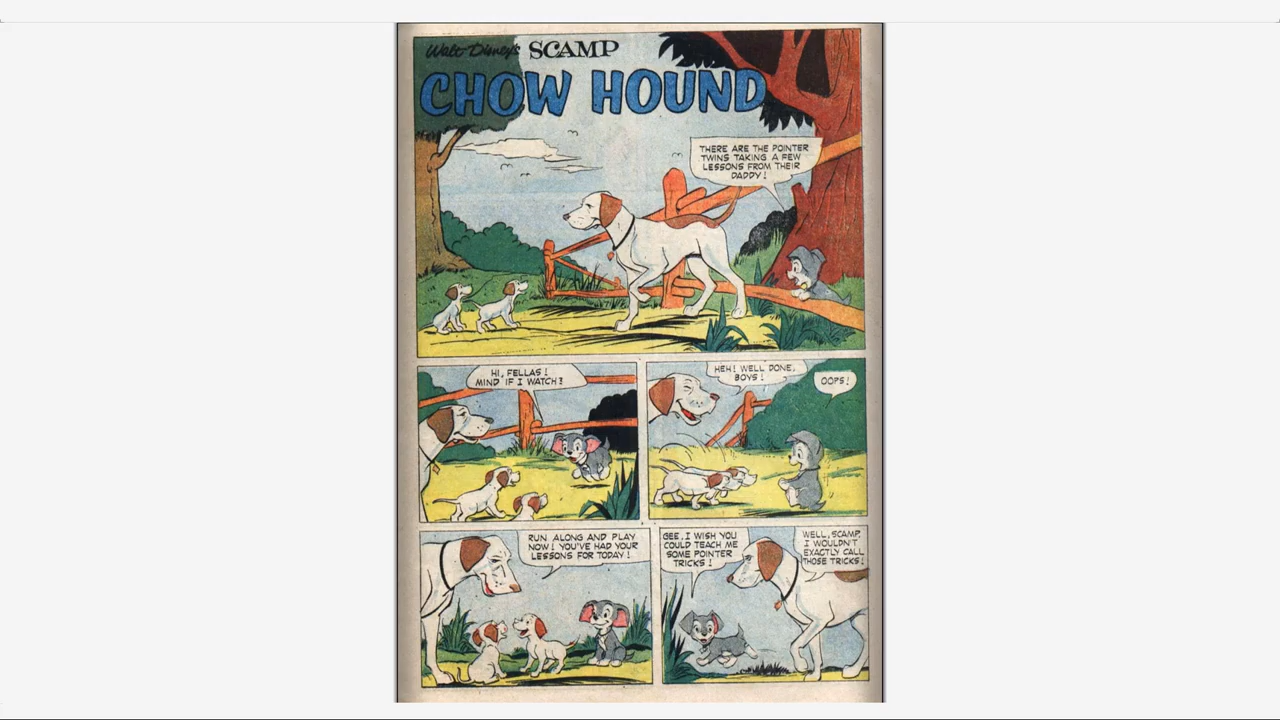 Walt Disney's SCAMP
CHOW HOUND
THERE ARE THE POINTER
TWINS TAKING A FEW
LESSONS FROM THEIR
DADDY!
HI, FELLAS!
MIND IF I WATCH?
HEH! WELL DONE,
BOYS!
OOPS!
RUN ALONG AND PLAY
NOW! YOU'VE HAD YOUR
LESSONS FOR TODAY!
GEE, I WISH YOU
COULD TEACH ME
SOME POINTER
TRICKS!
WELL, SCAMP,
I WOULDN'T
EXACTLY CALL
THOSE TRICKS!